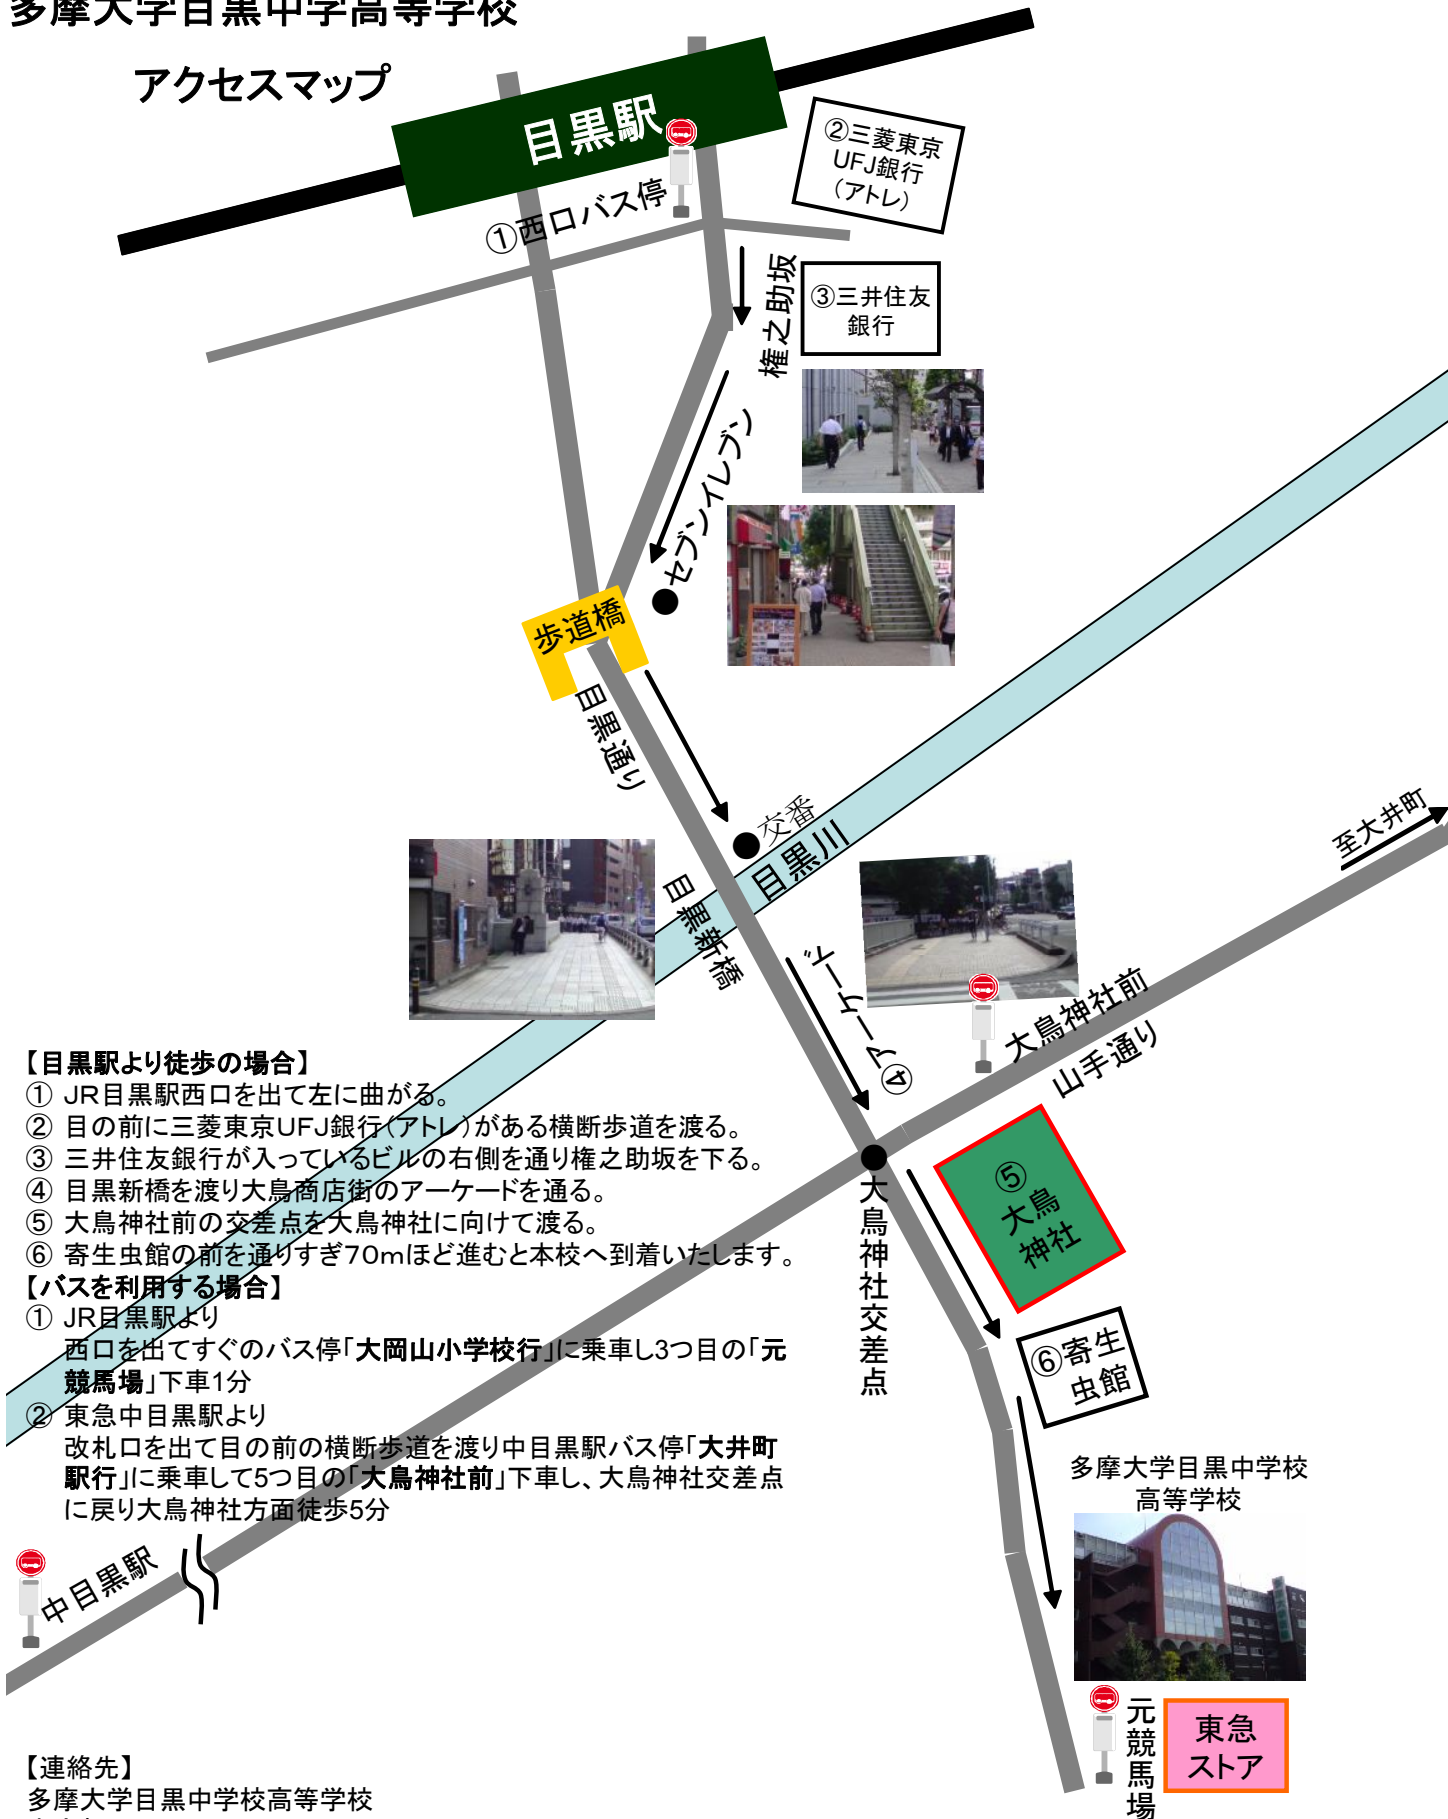 多摩大学目黒中学高等学校
アクセスマップ
目黒駅
①西口バス停
②三菱東京
UFJ銀行
（アトレ）
権之助坂
③三井住友
銀行
セブンイレブン
歩道橋
目黒通り
交番
目黒川
目黒新橋
至大井町
④アーケード
大鳥神社前
山手通り
⑤
大鳥
神社
大鳥神社交差点
⑥寄生
虫館
【目黒駅より徒歩の場合】
① JR目黒駅西口を出て左に曲がる。
② 目の前に三菱東京UFJ銀行（アトレ）がある横断歩道を渡る。
③ 三井住友銀行が入っているビルの右側を通り権之助坂を下る。
④ 目黒新橋を渡り大鳥商店街のアーケードを通る。
⑤ 大鳥神社前の交差点を大鳥神社に向けて渡る。
⑥ 寄生虫館の前を通りすぎ70mほど進むと本校へ到着いたします。
【バスを利用する場合】
① JR目黒駅より
西口を出てすぐのバス停「大岡山小学校行」に乗車し3つ目の「元
競馬場」下車1分
② 東急中目黒駅より
改札口を出て目の前の横断歩道を渡り中目黒駅バス停「大井町
駅行」に乗車して5つ目の「大鳥神社前」下車し、大鳥神社交差点
に戻り大鳥神社方面徒歩5分
中目黒駅
多摩大学目黒中学校
高等学校
元競馬場
東急
ストア
【連絡先】
多摩大学目黒中学校高等学校